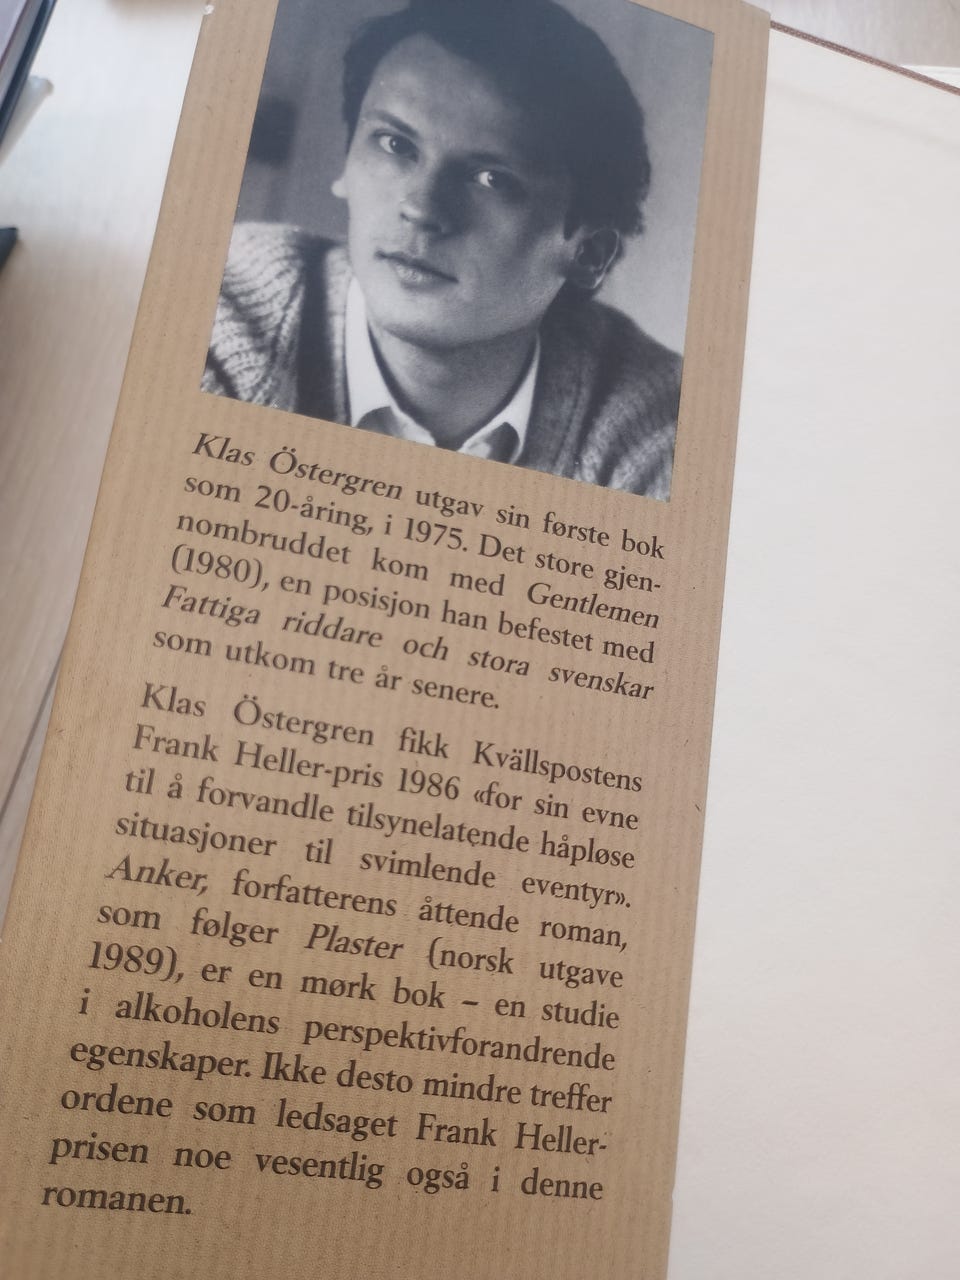 Klas Östergren utgav sin første bok
som 20-åring, i 1975. Det store gjen-
nombruddet kom med Gentlemen
(1980), en posisjon han befestet med
Fattiga riddare och stora svenskar
som utkom tre år senere.
Klas Östergren fikk Kvällspostens
Frank Heller-pris 1986 «for sin evne
til å forvandle tilsynelatende håpløse
situasjoner til svimlende eventyr».
Anker, forfatterens åttende roman,
som følger Plaster (norsk utgave
1989), er en mørk bok – en studie
i alkoholens perspektivforandrende
egenskaper. Ikke desto mindre treffer
ordene som ledsaget Frank Heller-
prisen noe vesentlig også i denne
romanen.